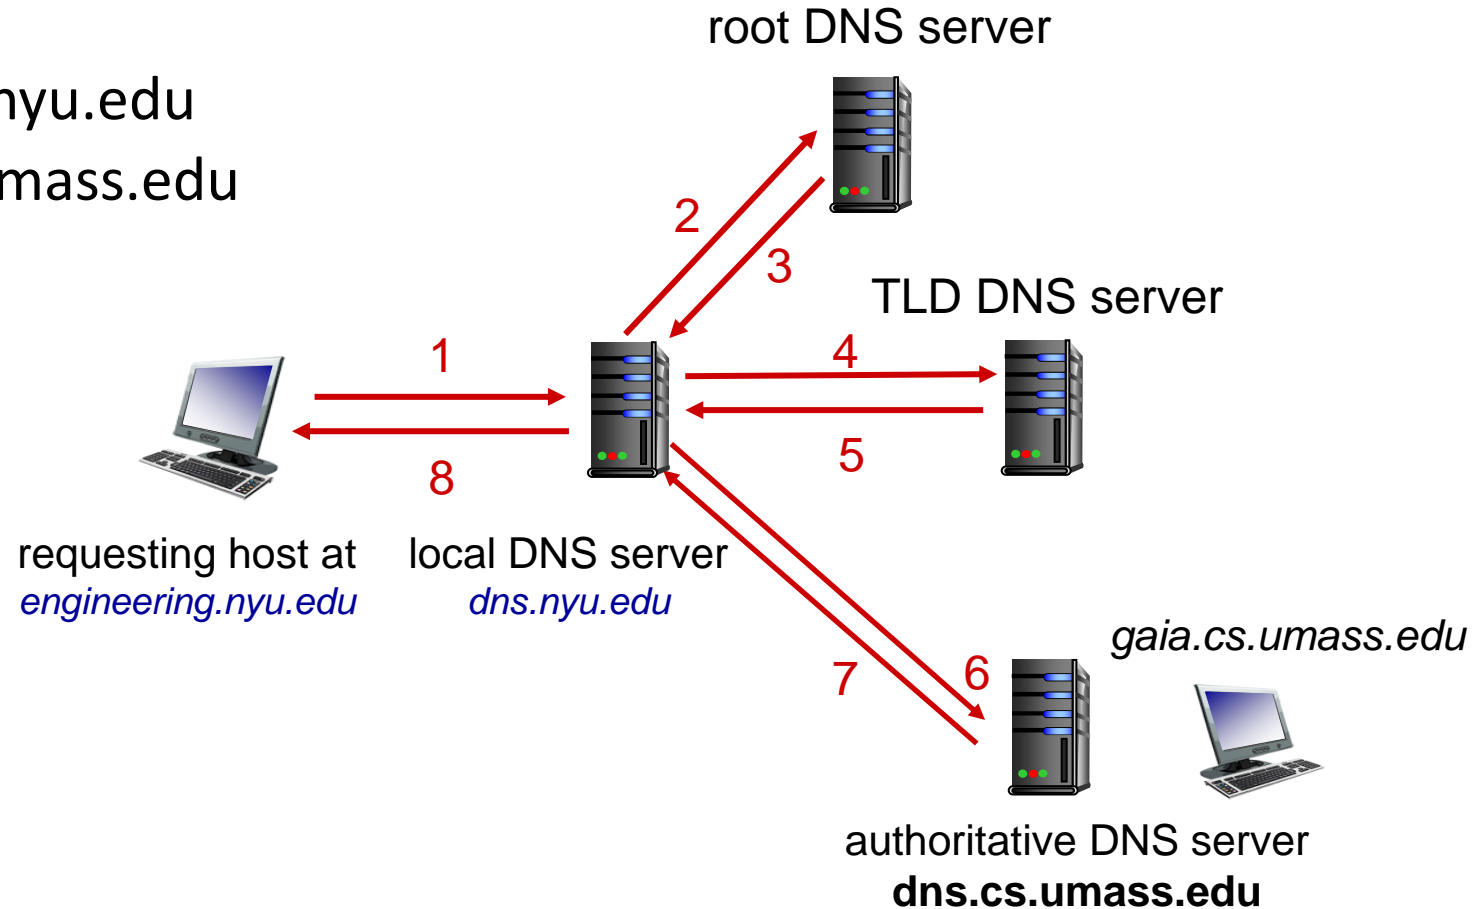 root DNS server
nyu.edu
mass.edu
2
3
TLD DNS server
1
4
8
5
requesting host at
engineering.nyu.edu
local DNS server
dns.nyu.edu
gaia.cs.umass.edu
7
6
authoritative DNS server
dns.cs.umass.edu